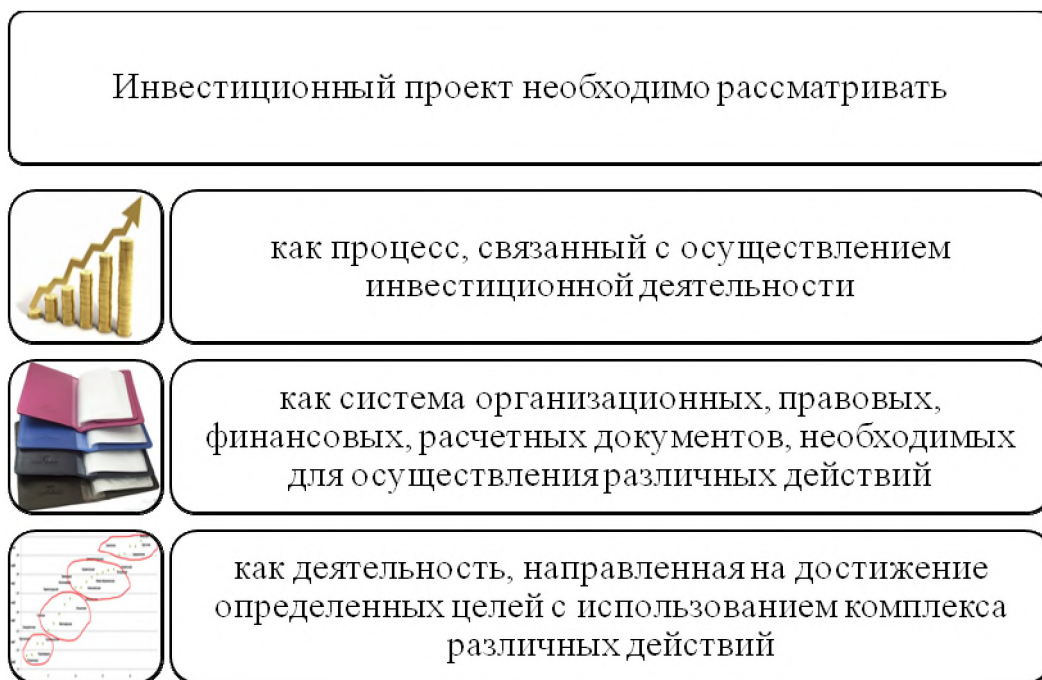 Инвестиционный проект необходимо рассматривать
как процесс, связанный с осуществлением
инвестиционной деятельности
как система организационных, правовых,
финансовых, расчетных документов, необходимых
для осуществления различных действий
как деятельность, направленная на достижение
определенных целей с использованием комплекса
различных действий